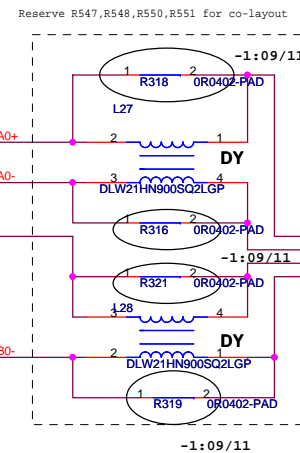 Reserve R547,R548,R550,R551 for co-layout
-1:09/11
1 R318 2 0R0402-PAD
L27
A0+ 2 1
DY
A0- 3 4
DLW21HN900SQ2LGP
1 R316 2 0R0402-PAD
-1:09/11
1 R321 2 0R0402-PAD
L28
3 4
DY
B0- 2 1
DLW21HN900SQ2LGP
1 R319 2 0R0402-PAD
-1:09/11